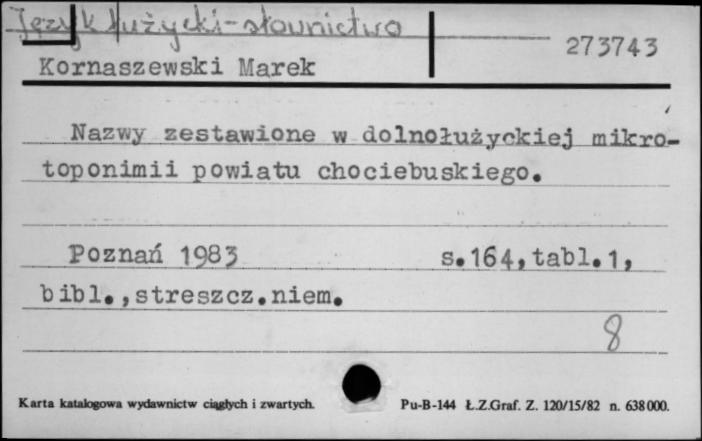 Język łużycki-słownictwo
273743
Kornaszewski Marek
Nazwy zestawione w dolnołużyckiej mikro-
toponimii powiatu chociebuskiego.
Poznań 1983 s.164,tabl.1,
bibl.,streszcz.niem.
8
Karta katalogowa wydawnictw ciągłych i zwartych. Pu-B-144 Ł.Z.Graf. Z. 120/15/82 n. 638000.